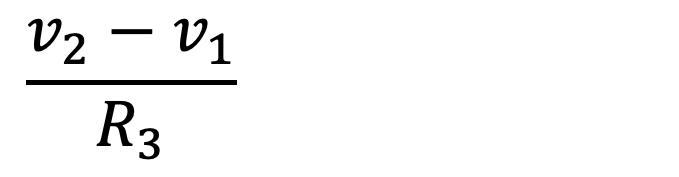 𝑣₂ − 𝑣₁
𝑅₃